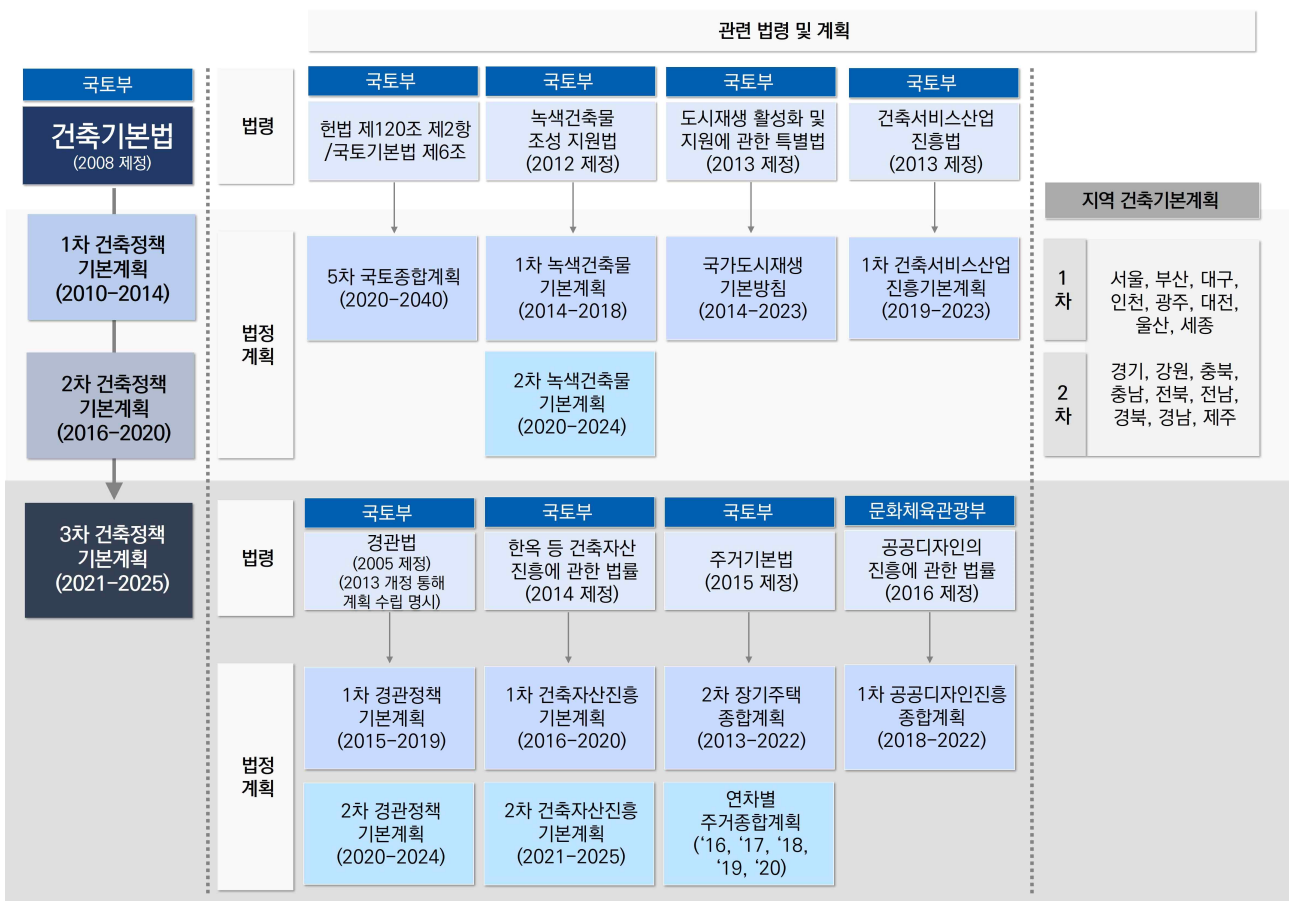 관련 법령 및 계획
국토부
건축기본법
(2008 제정)
1차 건축정책
기본계획
(2010-2014)
2차 건축정책
기본계획
(2016-2020)
3차 건축정책
기본계획
(2021-2025)
법령
국토부
헌법 제120조 제2항
/국토기본법 제6조
국토부
녹색건축물
조성 지원법
(2012 제정)
국토부
도시재생 활성화 및
지원에 관한 특별법
(2013 제정)
국토부
건축서비스산업
진흥법
(2013 제정)
법정
계획
5차 국토종합계획
(2020-2040)
1차 녹색건축물
기본계획
(2014-2018)
국가도시재생
기본방침
(2014-2023)
1차 건축서비스산업
진흥기본계획
(2019-2023)
2차 녹색건축물
기본계획
(2020-2024)
지역 건축기본계획
1
차
서울, 부산, 대구,
인천, 광주, 대전,
울산, 세종
2
차
경기, 강원, 충북,
충남, 전북, 전남,
경북, 경남, 제주
법령
국토부
경관법
(2005 제정)
(2013 개정 통해
계획 수립 명시)
국토부
한옥 등 건축자산
진흥에 관한 법률
(2014 제정)
국토부
주거기본법
(2015 제정)
문화체육관광부
공공디자인의
진흥에 관한 법률
(2016 제정)
법정
계획
1차 경관정책
기본계획
(2015-2019)
1차 건축자산진흥
기본계획
(2016-2020)
2차 장기주택
종합계획
(2013-2022)
1차 공공디자인진흥
종합계획
(2018-2022)
2차 경관정책
기본계획
(2020-2024)
2차 건축자산진흥
기본계획
(2021-2025)
연차별
주거종합계획
(‘16, ‘17, ‘18,
‘19, ‘20)